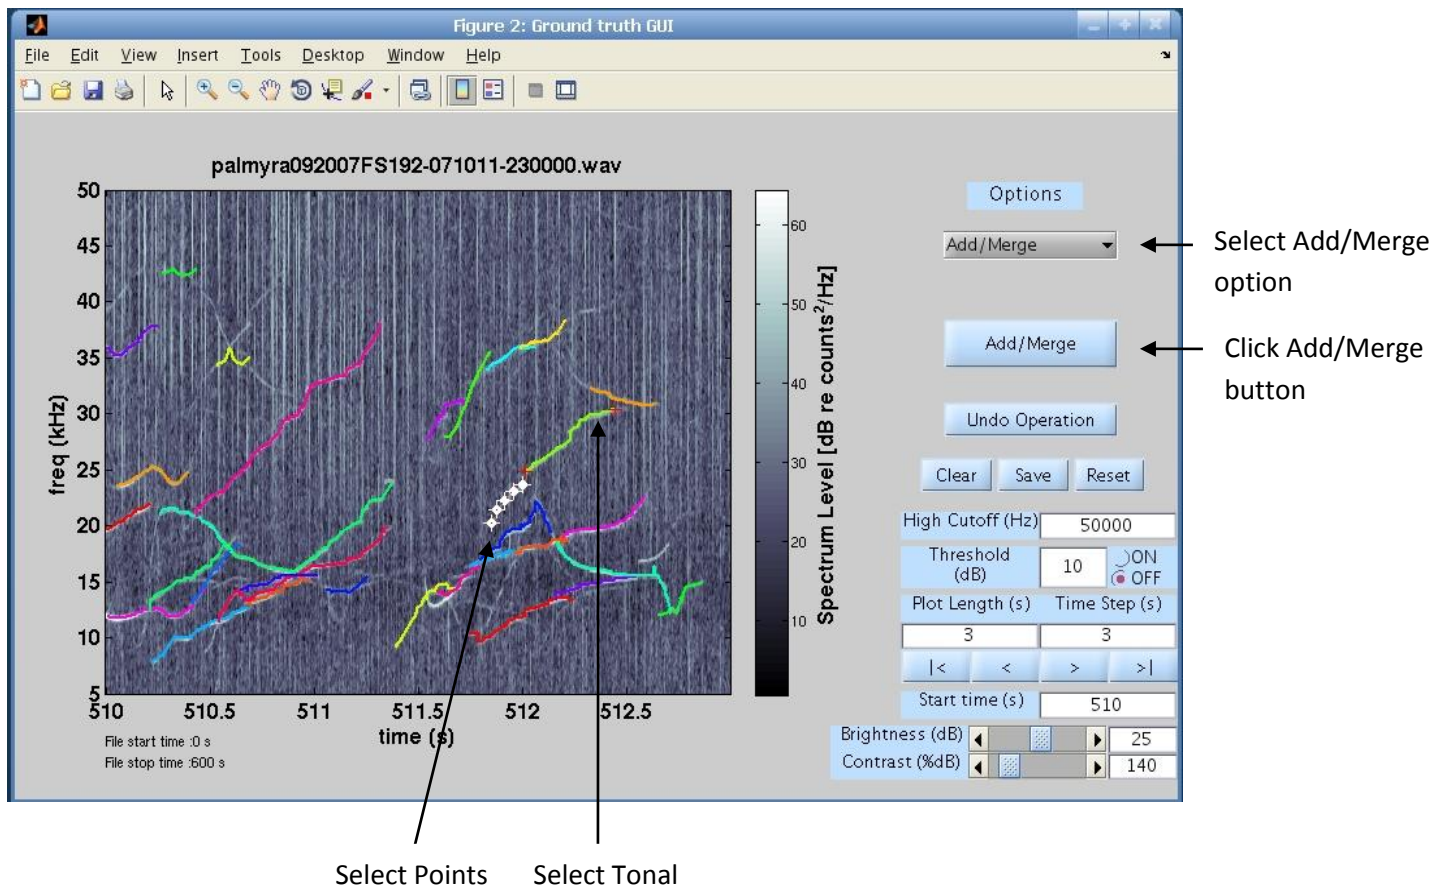 Figure 2: Ground truth GUI
File Edit View Insert Tools Desktop Window Help
palmyra092007FS192-071011-230000.wav
50
45
40
35
30
25
20
15
10
5
freq (kHz)
510 510.5 511 511.5 512 512.5
time (s)
File start time :0 s
File stop time :600 s
60
50
40
30
20
10
Spectrum Level [dB re counts²/Hz]
Options
Add/Merge
Add/Merge
Undo Operation
Clear Save Reset
High Cutoff (Hz) 50000
Threshold (dB) 10 ON
OFF
Plot Length (s) Time Step (s)
3 3
|< < > >|
Start time (s) 510
Brightness (dB) 25
Contrast (%dB) 140
Select Add/Merge
option
Click Add/Merge
button
Select Points Select Tonal